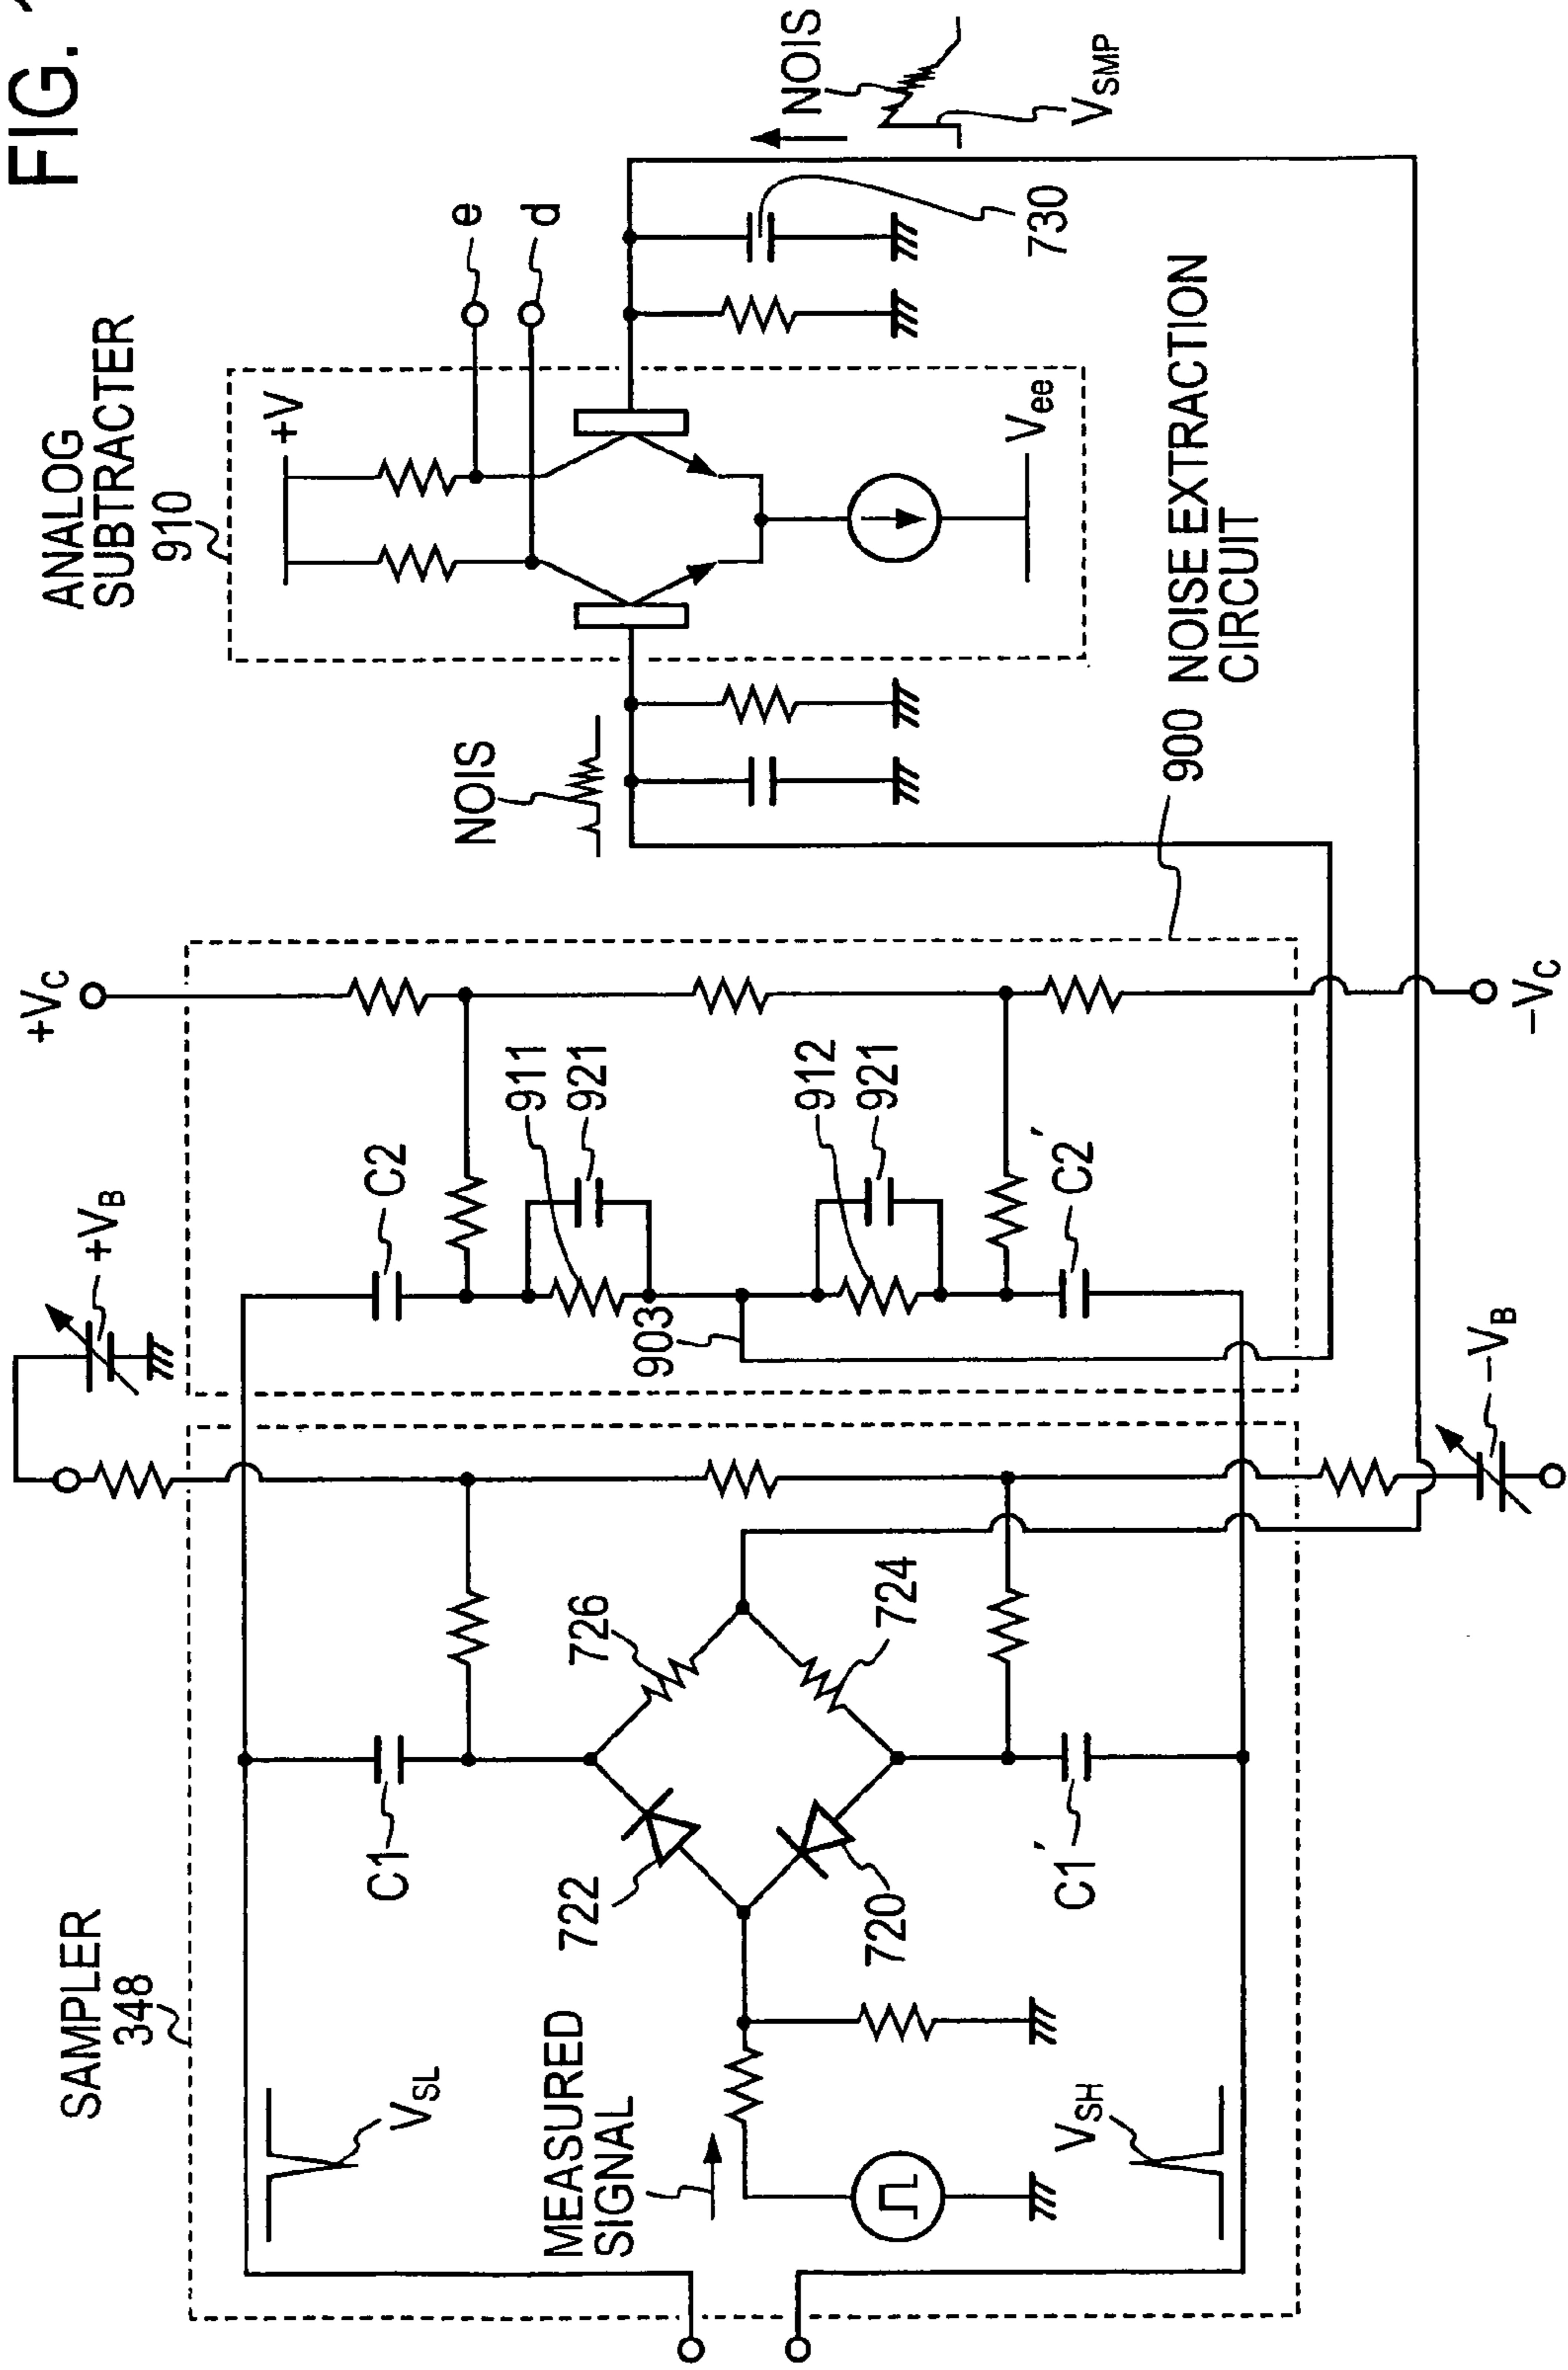 FIG.
SAMPLER
348
V_SL
MEASURED
SIGNAL
V_SH
C1
722
720
C1´
726
724
+V_B
−V_B
C2
903
911
921
912
921
C2´
+V_C
−V_C
900 NOISE EXTRACTION
CIRCUIT
NOIS
ANALOG
SUBTRACTER
910
+V
V_ee
e
d
730
NOIS
V_SMP